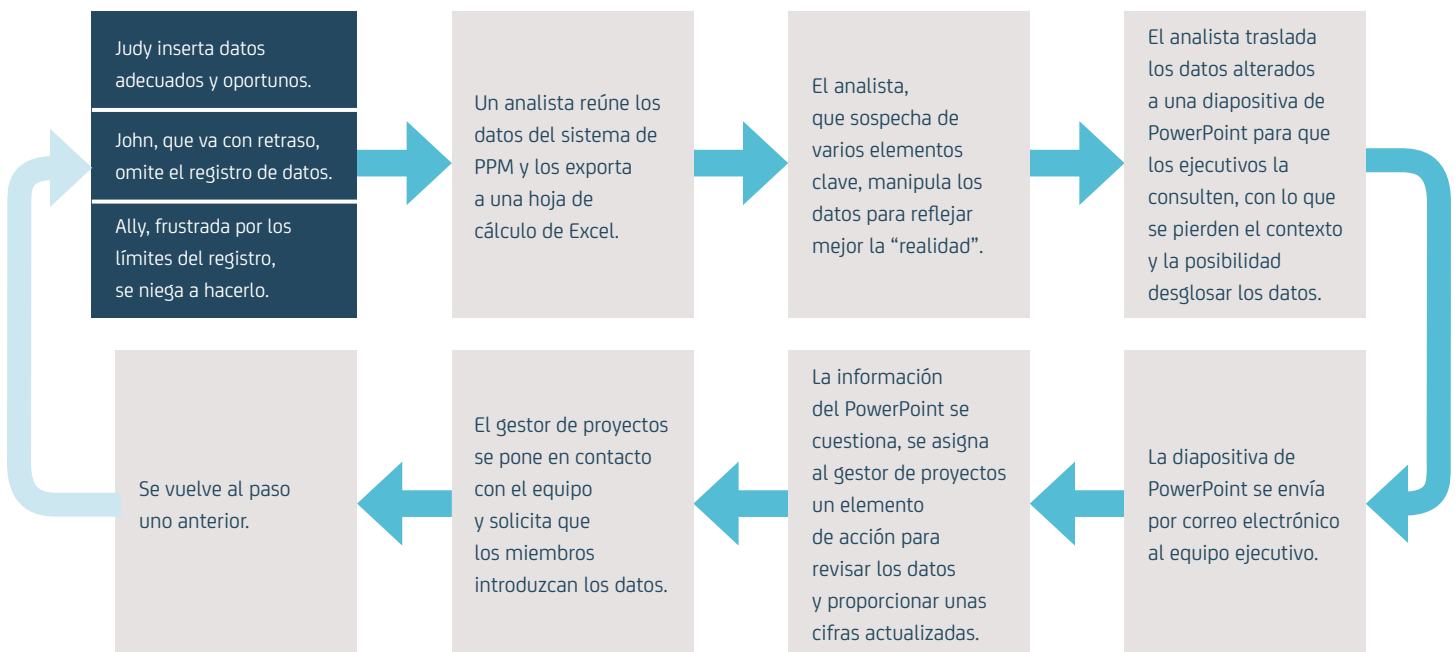 Judy inserta datos
adecuados y oportunos.
John, que va con retraso,
omite el registro de datos.
Ally, frustrada por los
límites del registro,
se niega a hacerlo.
Un analista reúne los
datos del sistema de
PPM y los exporta
a una hoja de
cálculo de Excel.
El analista,
que sospecha de
varios elementos
clave, manipula los
datos para reflejar
mejor la “realidad”.
El analista traslada
los datos alterados
a una diapositiva de
PowerPoint para que
los ejecutivos la
consulten, con lo que
se pierden el contexto
y la posibilidad
desglosar los datos.
La diapositiva de
PowerPoint se envía
por correo electrónico
al equipo ejecutivo.
La información
del PowerPoint se
cuestiona, se asigna
al gestor de proyectos
un elemento
de acción para
revisar los datos
y proporcionar unas
cifras actualizadas.
El gestor de proyectos
se pone en contacto
con el equipo
y solicita que
los miembros
introduzcan los datos.
Se vuelve al paso
uno anterior.